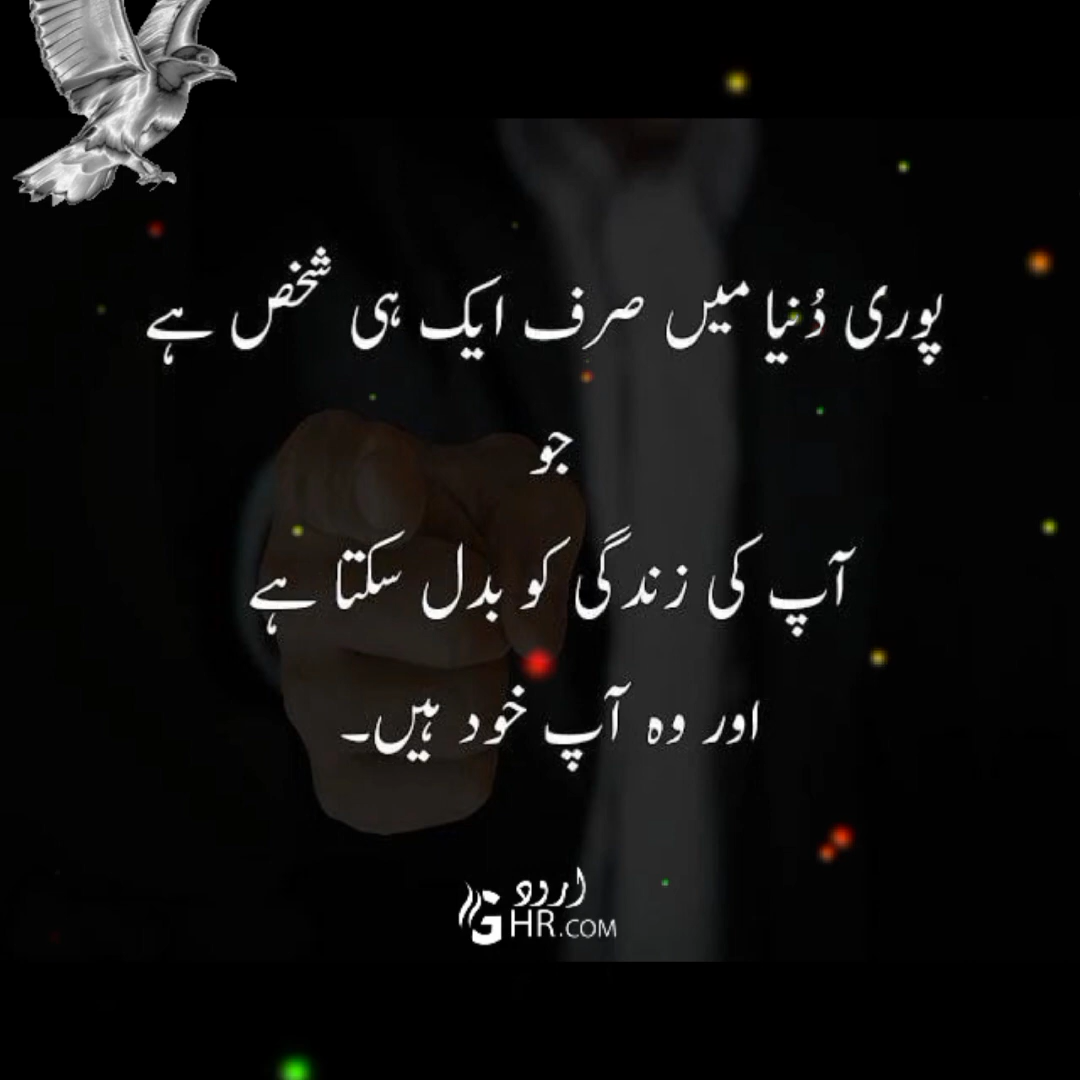 پوری دُنیا میں صرف ایک ہی شخص ہے
جو
آپ کی زندگی کو بدل سکتا ہے
اور وہ آپ خود ہیں۔
اردو
GHR.COM